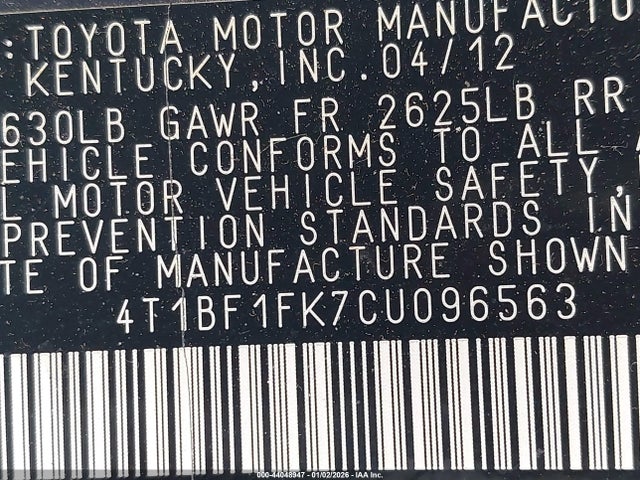 :TOYOTA MOTOR MANUFACTU
KENTUCKY,INC.04/12
630LB GAWR FR 2625LB RR
EHICLE CONFORMS TO ALL
L MOTOR VEHICLE SAFETY,
PREVENTION STANDARDS IN
TE OF MANUFACTURE SHOWN
4T1BF1FK7CU096563
000-44048947 - 01/02/2026 - IAA Inc.